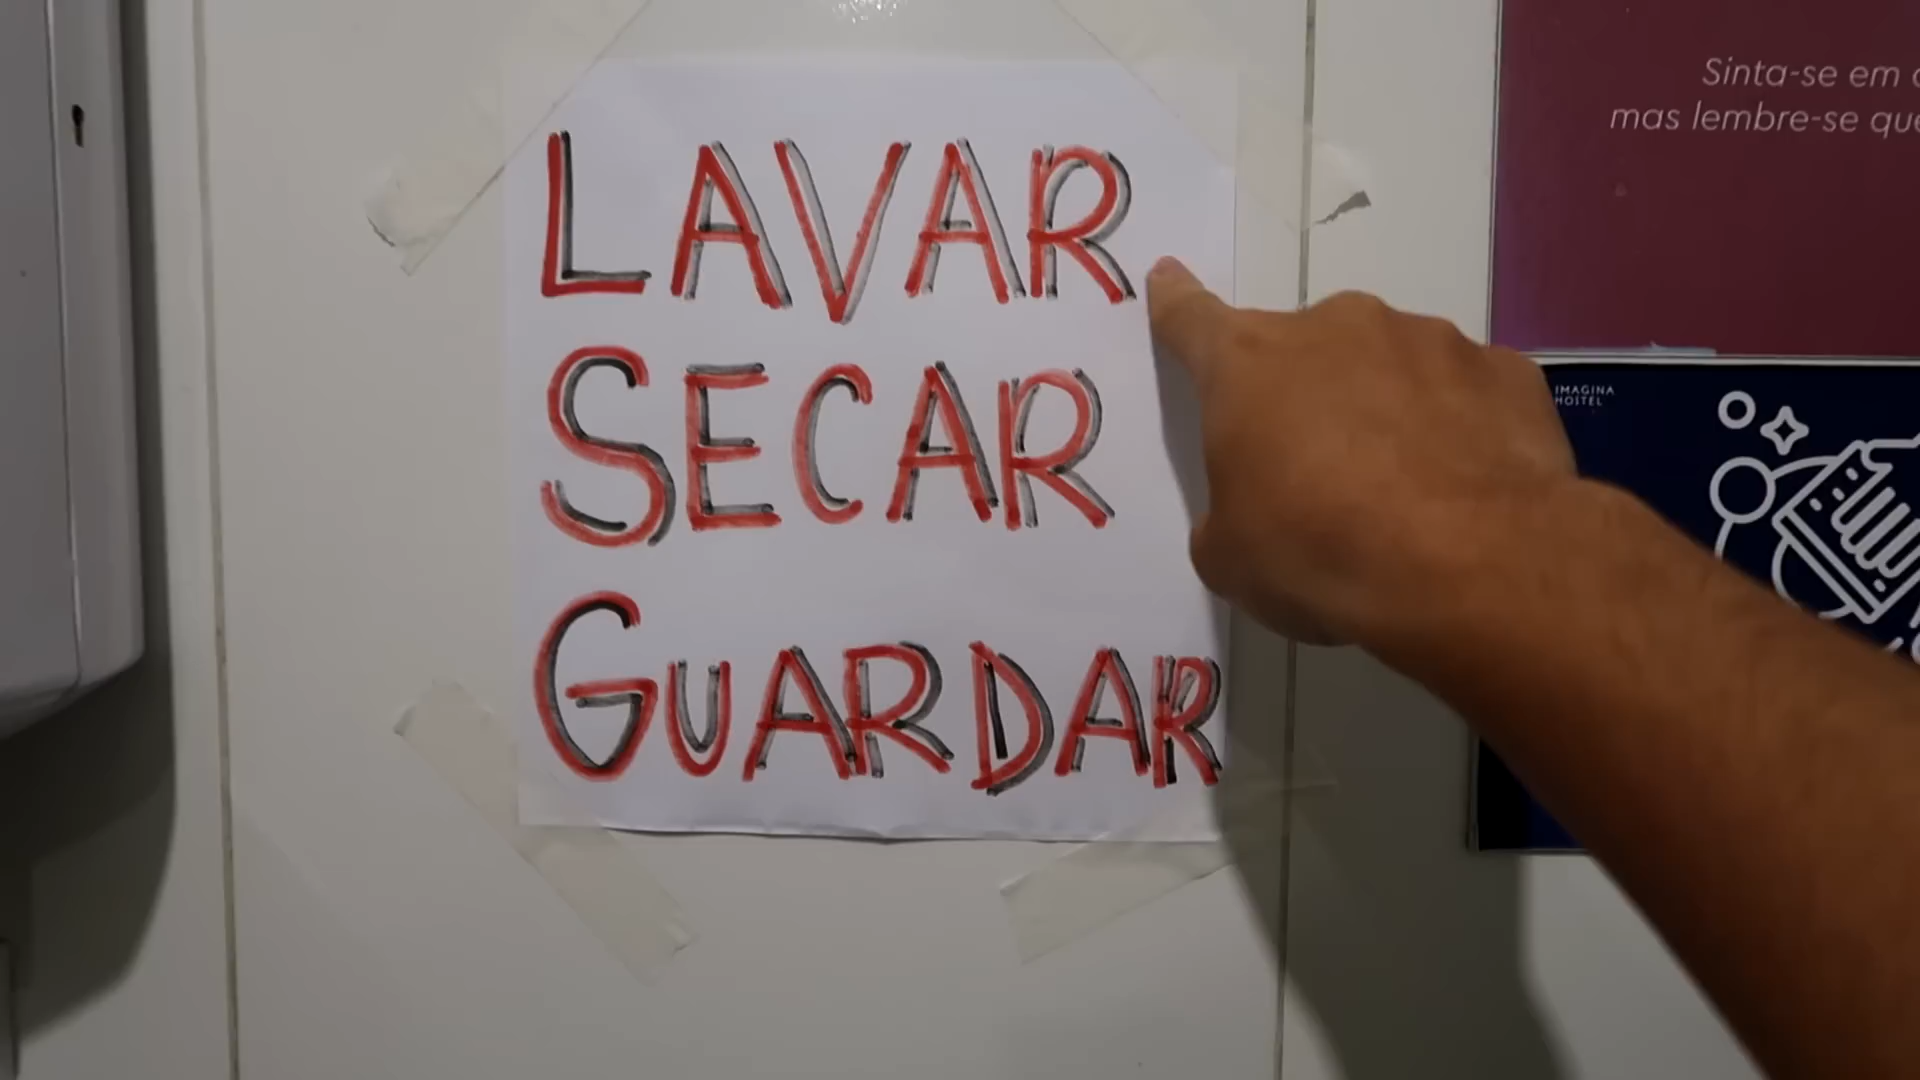 LAVAR
SECAR
GUARDAR
Sinta-se em
mas lembre-se que
IMAGINA
HOSTEL